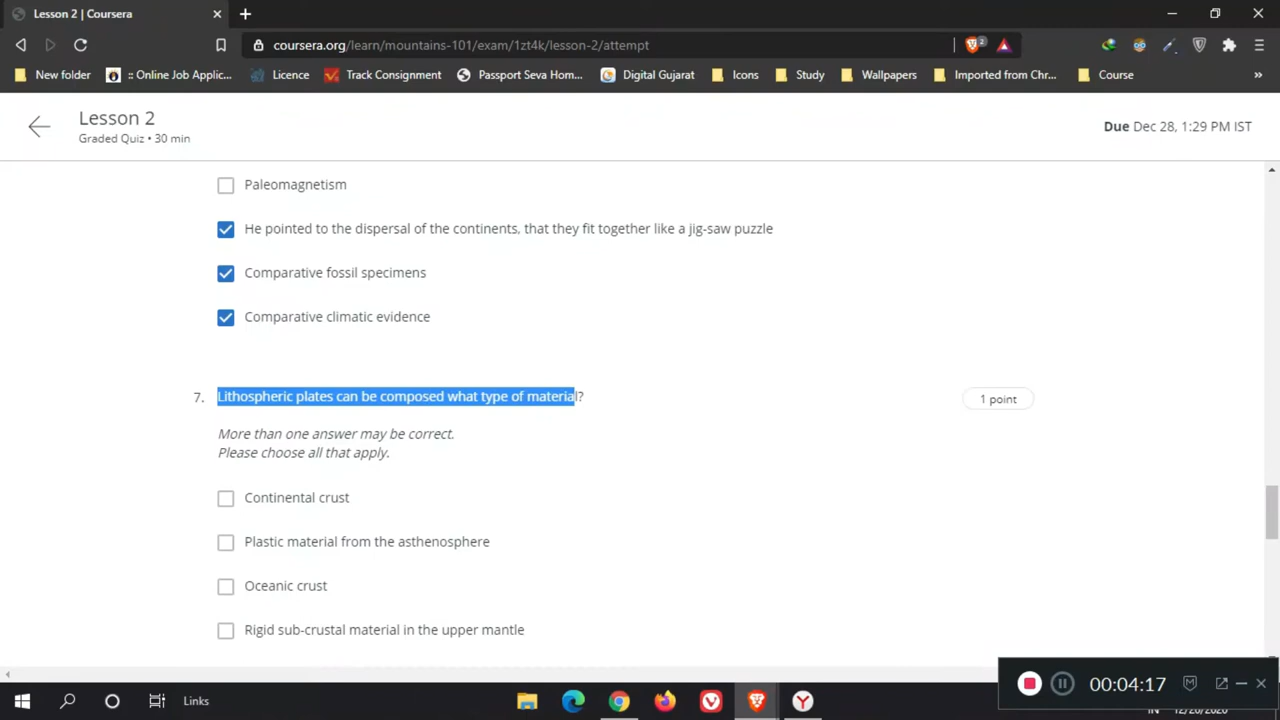 Lesson 2 | Coursera
coursera.org/learn/mountains-101/exam/1zt4k/lesson-2/attempt
2
New folder :: Online Job Applic... Licence Track Consignment Passport Seva Hom... Digital Gujarat Icons Study Wallpapers Imported from Chr... Course »
Lesson 2
Graded Quiz • 30 min
Due Dec 28, 1:29 PM IST
Paleomagnetism
He pointed to the dispersal of the continents, that they fit together like a jig-saw puzzle
Comparative fossil specimens
Comparative climatic evidence
7. Lithospheric plates can be composed what type of material?
1 point
More than one answer may be correct.
Please choose all that apply.
Continental crust
Plastic material from the asthenosphere
Oceanic crust
Rigid sub-crustal material in the upper mantle
00:04:17
Links
IN